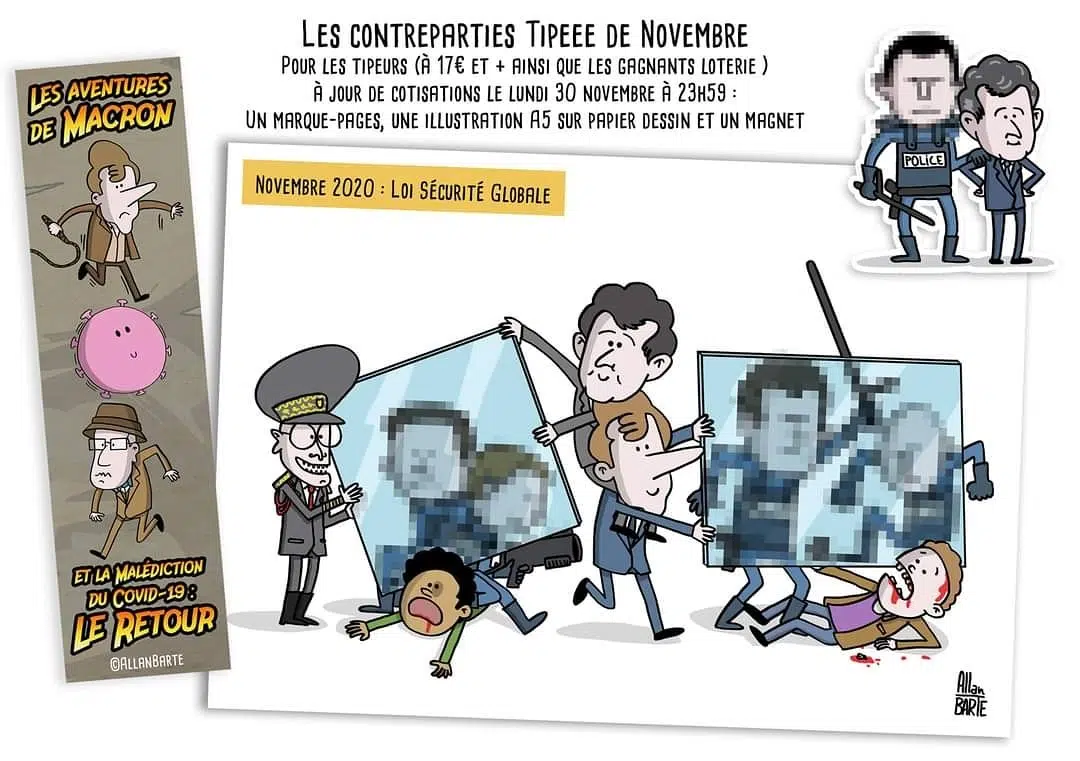 Les contreparties Tipeee de Novembre
Pour les tipeurs (à 17€ et + ainsi que les gagnants loterie )
à jour de cotisations le lundi 30 novembre à 23h59 :
Un marque-pages, une illustration A5 sur papier dessin et un magnet
Les aventures
de Macron
et la Malédiction
du Covid-19 :
Le Retour
©AllanBarte
Novembre 2020 : Loi Sécurité Globale
POLICE
Allan
BARTE